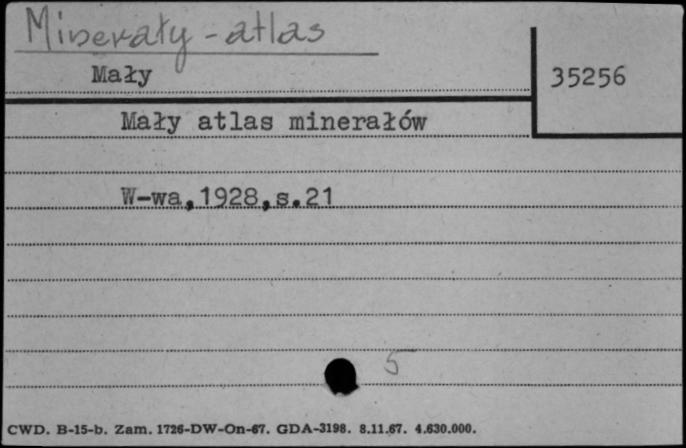 Minerały - atlas
Mały
35256
Mały atlas minerałów
W-wa,1928,s.21
5
CWD. B-15-b. Zam. 1726-DW-On-67. GDA-3198. 8.11.67. 4.630.000.